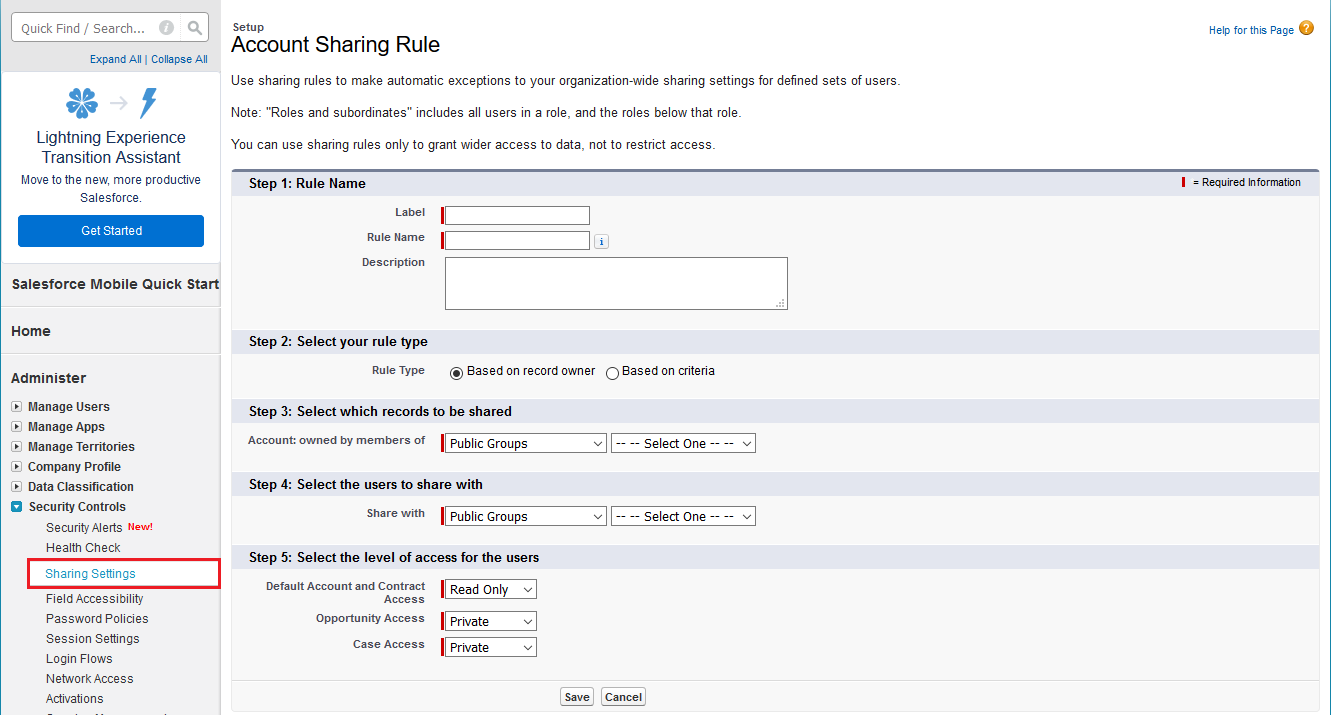 Quick Find / Search...
Expand All | Collapse All
Lightning Experience
Transition Assistant
Move to the new, more productive
Salesforce.
Get Started
Salesforce Mobile Quick Start
Home
Administer
Manage Users
Manage Apps
Manage Territories
Company Profile
Data Classification
Security Controls
Security Alerts New!
Health Check
Sharing Settings
Field Accessibility
Password Policies
Session Settings
Login Flows
Network Access
Activations
Setup
Account Sharing Rule
Help for this Page ?
Use sharing rules to make automatic exceptions to your organization-wide sharing settings for defined sets of users.
Note: "Roles and subordinates" includes all users in a role, and the roles below that role.
You can use sharing rules only to grant wider access to data, not to restrict access.
Step 1: Rule Name
= Required Information
Label
Rule Name
Description
Step 2: Select your rule type
Rule Type Based on record owner Based on criteria
Step 3: Select which records to be shared
Account: owned by members of Public Groups -- -- Select One -- --
Step 4: Select the users to share with
Share with Public Groups -- -- Select One -- --
Step 5: Select the level of access for the users
Default Account and Contract
Access
Read Only
Opportunity Access Private
Case Access Private
Save Cancel